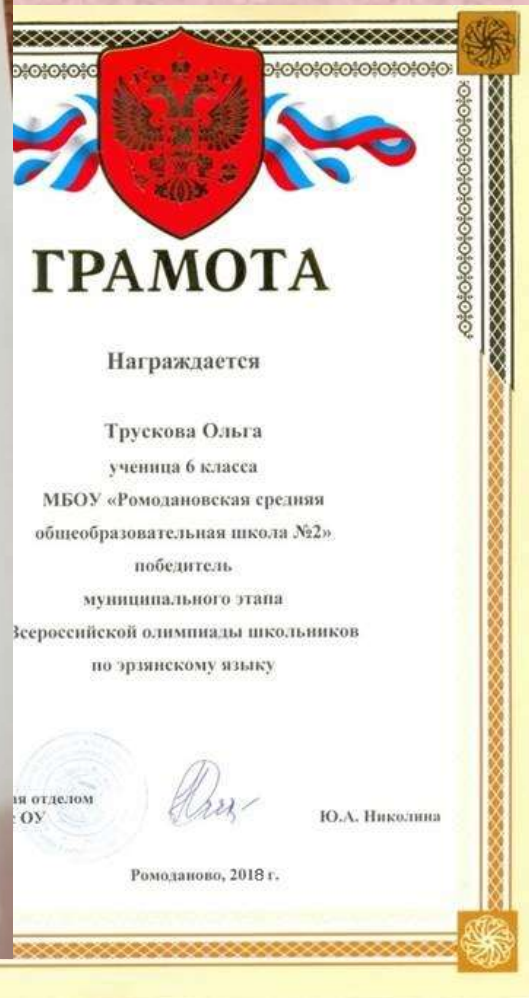 ГРАМОТА
Награждается
Трускова Ольга
ученица 6 класса
МБОУ «Ромодановская средняя
общеобразовательная школа №2»
победитель
муниципального этапа
Всероссийской олимпиады школьников
по эрзянскому языку
отделом
ОУ
Ю.А. Николина
Ромоданово, 2018 г.